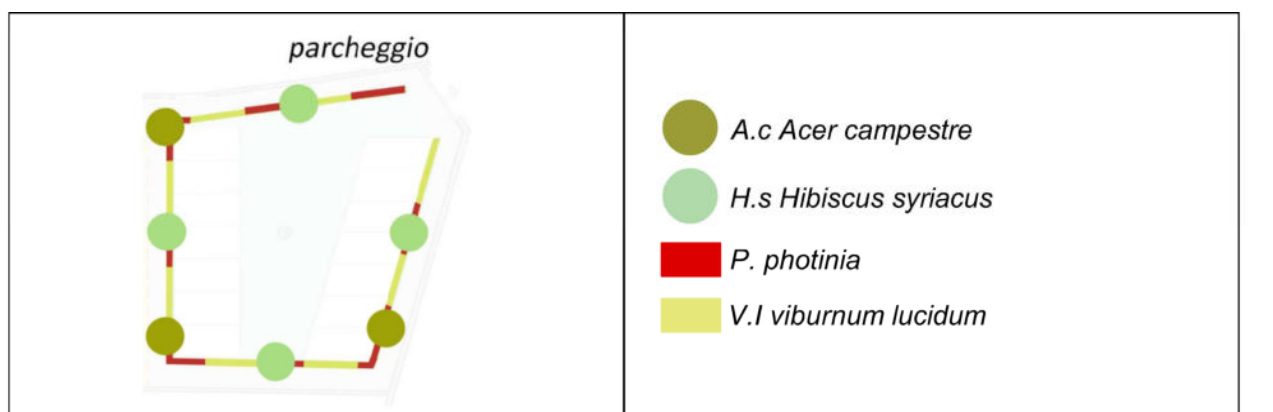 parcheggio
A.c Acer campestre
H.s Hibiscus syriacus
P. photinia
V.I viburnum lucidum